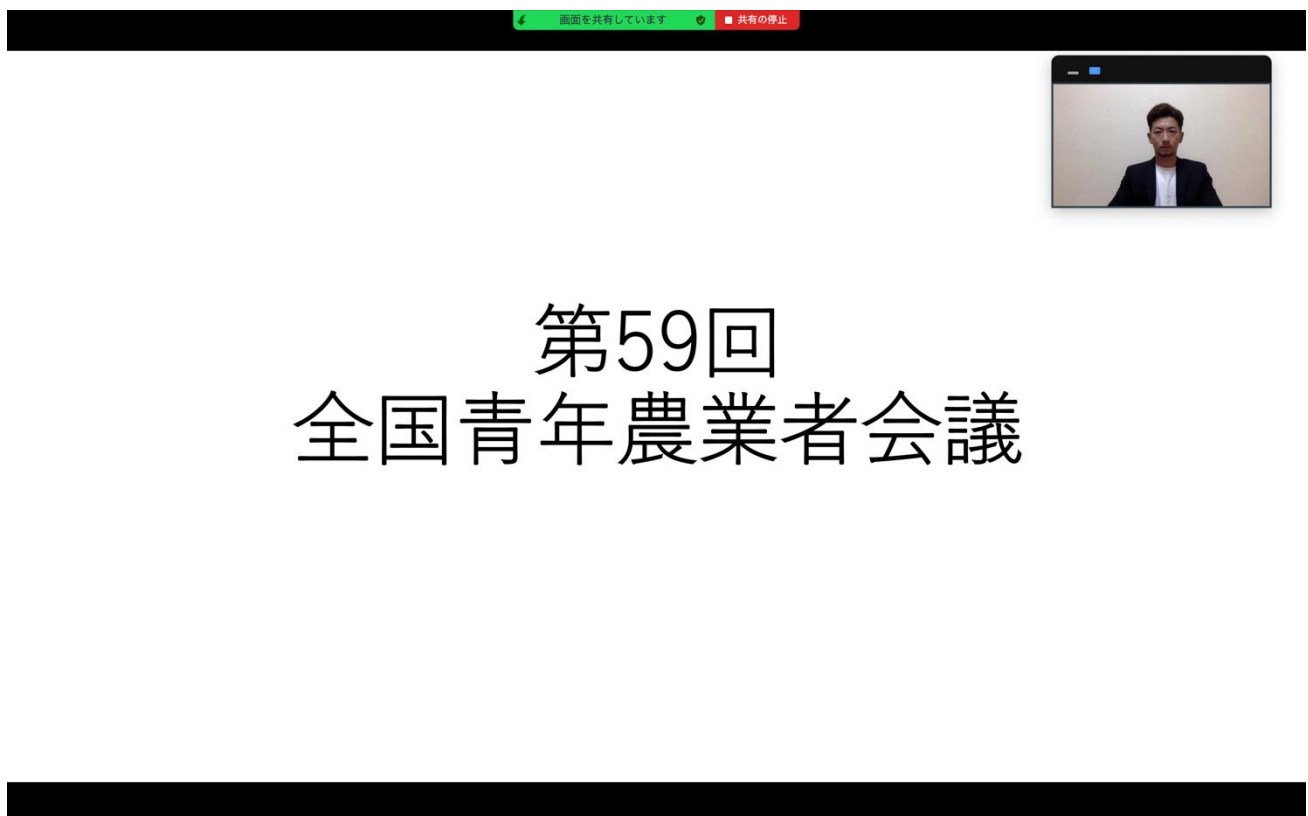 画面を共有しています
共有の停止
第59回
全国青年農業者会議